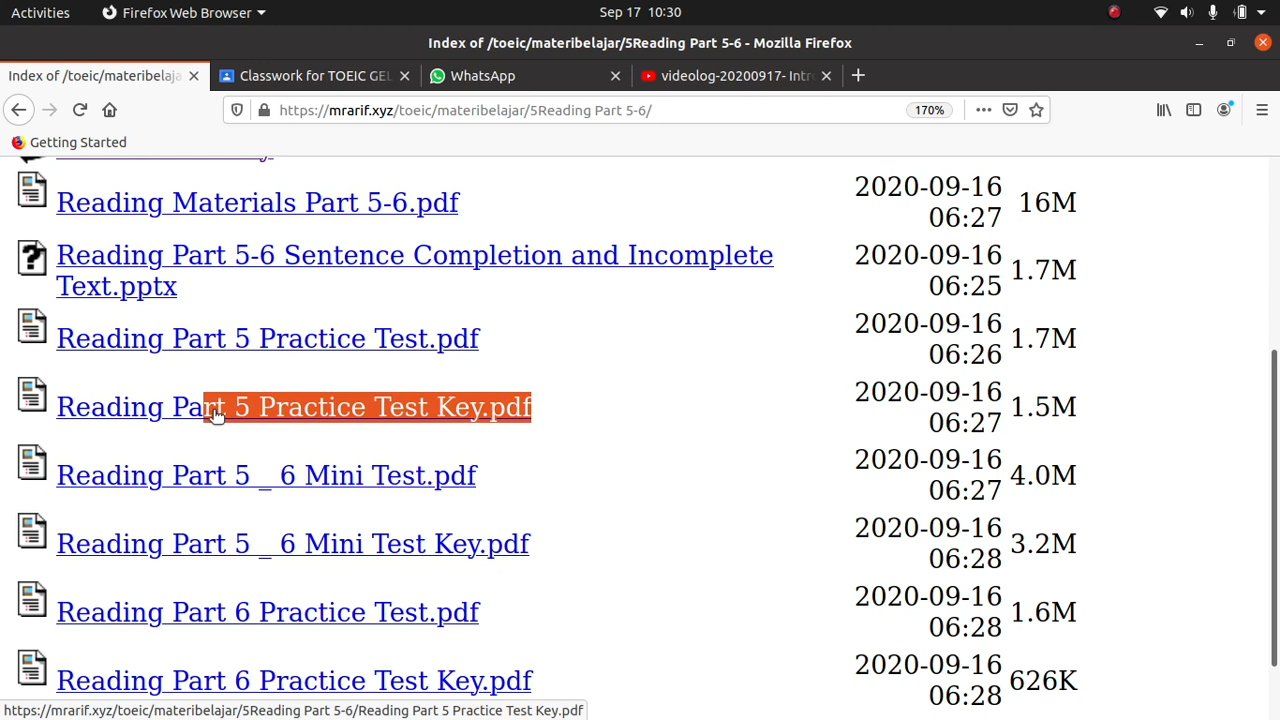 Activities Firefox Web Browser Sep 17 10:30
Index of /toeic/materibelajar/5Reading Part 5-6 - Mozilla Firefox
Index of /toeic/materibelaja Classwork for TOEIC GEL WhatsApp videolog-20200917- Intr
https://mrarif.xyz/toeic/materibelajar/5Reading Part 5-6/ 170%
Getting Started
Reading Materials Part 5-6.pdf 2020-09-16 06:27 16M
Reading Part 5-6 Sentence Completion and Incomplete
Text.pptx 2020-09-16 06:25 1.7M
Reading Part 5 Practice Test.pdf 2020-09-16 06:26 1.7M
Reading Part 5 Practice Test Key.pdf 2020-09-16 06:27 1.5M
Reading Part 5 _ 6 Mini Test.pdf 2020-09-16 06:27 4.0M
Reading Part 5 _ 6 Mini Test Key.pdf 2020-09-16 06:28 3.2M
Reading Part 6 Practice Test.pdf 2020-09-16 06:28 1.6M
Reading Part 6 Practice Test Key.pdf 2020-09-16 06:28 626K
https://mrarif.xyz/toeic/materibelajar/5Reading Part 5-6/Reading Part 5 Practice Test Key.pdf